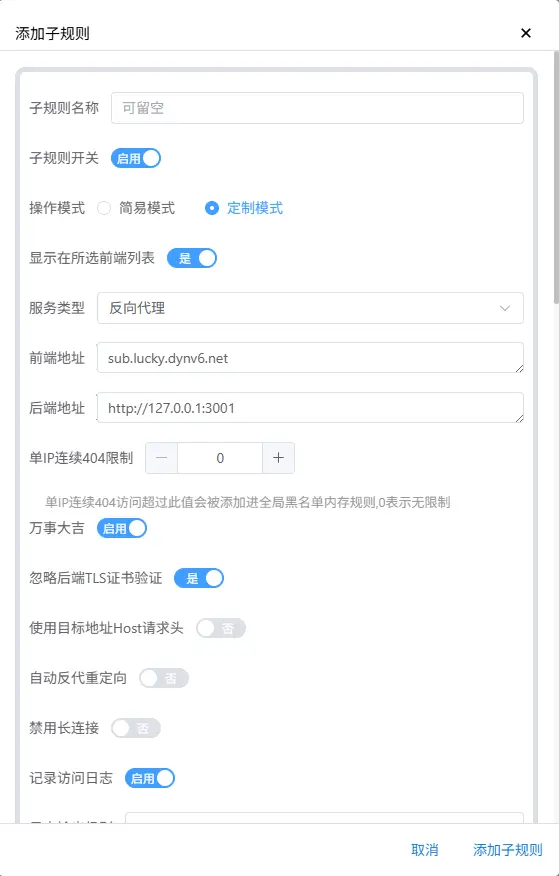 添加子规则
子规则名称 可留空
子规则开关 启用
操作模式 简易模式 定制模式
显示在所选前端列表 是
服务类型 反向代理
前端地址 sub.lucky.dynv6.net
后端地址 http://127.0.0.1:3001
单IP连续404限制 0
单IP连续404访问超过此值会被添加进全局黑名单内存规则,0表示无限制
万事大吉 启用
忽略后端TLS证书验证 是
使用目标地址Host请求头 否
自动反代重定向 否
禁用长连接 否
记录访问日志 启用
取消 添加子规则